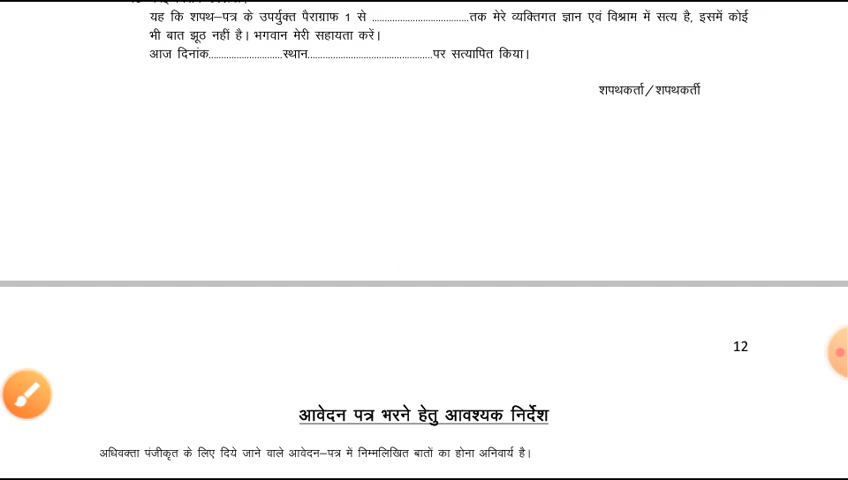 यह कि शपथ–पत्र के उपर्युक्त पैराग्राफ 1 से ........................................तक मेरे व्यक्तिगत ज्ञान एवं विश्राम में सत्य है, इसमें कोई
भी बात झूठ नहीं है। भगवान मेरी सहायता करें।
आज दिनांक..............................स्थान...................................................पर सत्यापित किया।
शपथकर्ता/शपथकर्ती
12
आवेदन पत्र भरने हेतु आवश्यक निर्देश
अधिवक्ता पंजीकृत के लिए दिये जाने वाले आवेदन–पत्र में निम्मलिखित बातों का होना अनिवार्य है।